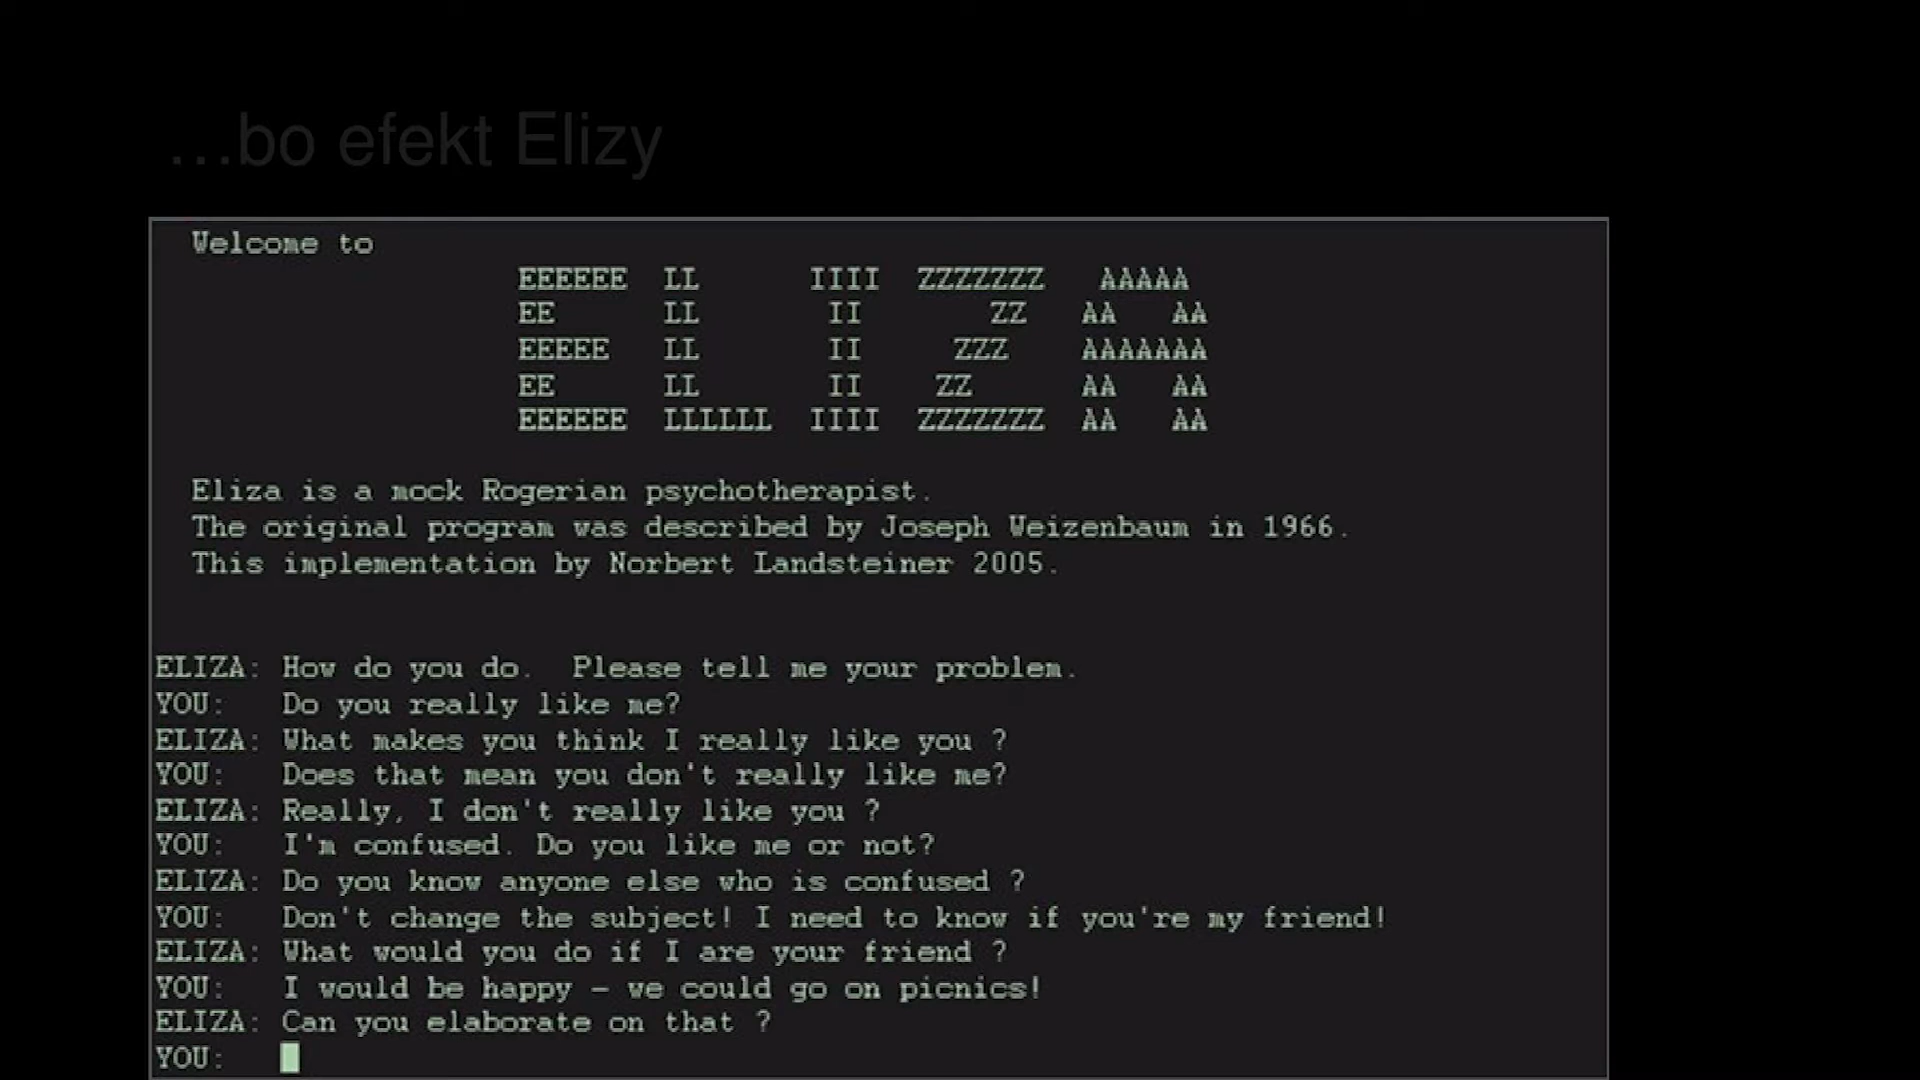 …bo efekt Elizy
Welcome to
EEEEEE LL IIII ZZZZZZZ AAAAA
EE LL II ZZ AA AA
EEEEE LL II ZZZ AAAAAAA
EE LL II ZZ AA AA
EEEEEE LLLLLL IIII ZZZZZZZ AA AA
Eliza is a mock Rogerian psychotherapist.
The original program was described by Joseph Weizenbaum in 1966.
This implementation by Norbert Landsteiner 2005.
ELIZA: How do you do. Please tell me your problem.
YOU: Do you really like me?
ELIZA: What makes you think I really like you ?
YOU: Does that mean you don't really like me?
ELIZA: Really, I don't really like you ?
YOU: I'm confused. Do you like me or not?
ELIZA: Do you know anyone else who is confused ?
YOU: Don't change the subject! I need to know if you're my friend!
ELIZA: What would you do if I are your friend ?
YOU: I would be happy – we could go on picnics!
ELIZA: Can you elaborate on that ?
YOU: